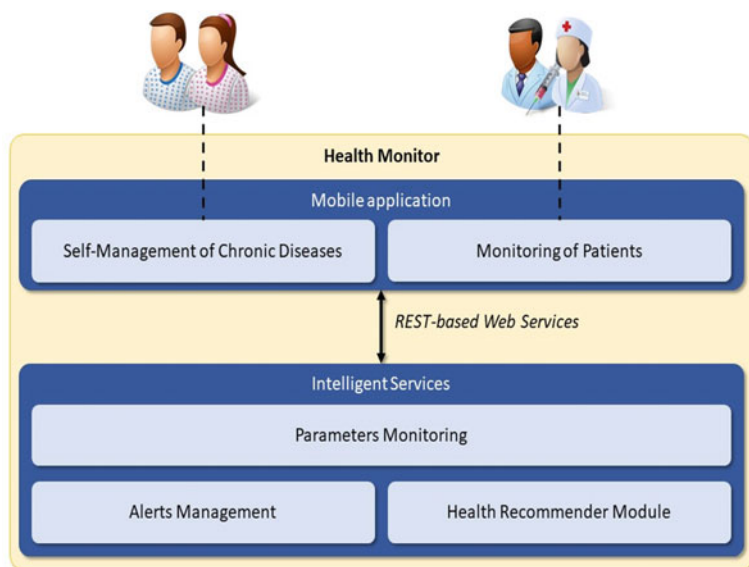 Health Monitor
Mobile application
Self-Management of Chronic Diseases
Monitoring of Patients
REST-based Web Services
Intelligent Services
Parameters Monitoring
Alerts Management
Health Recommender Module